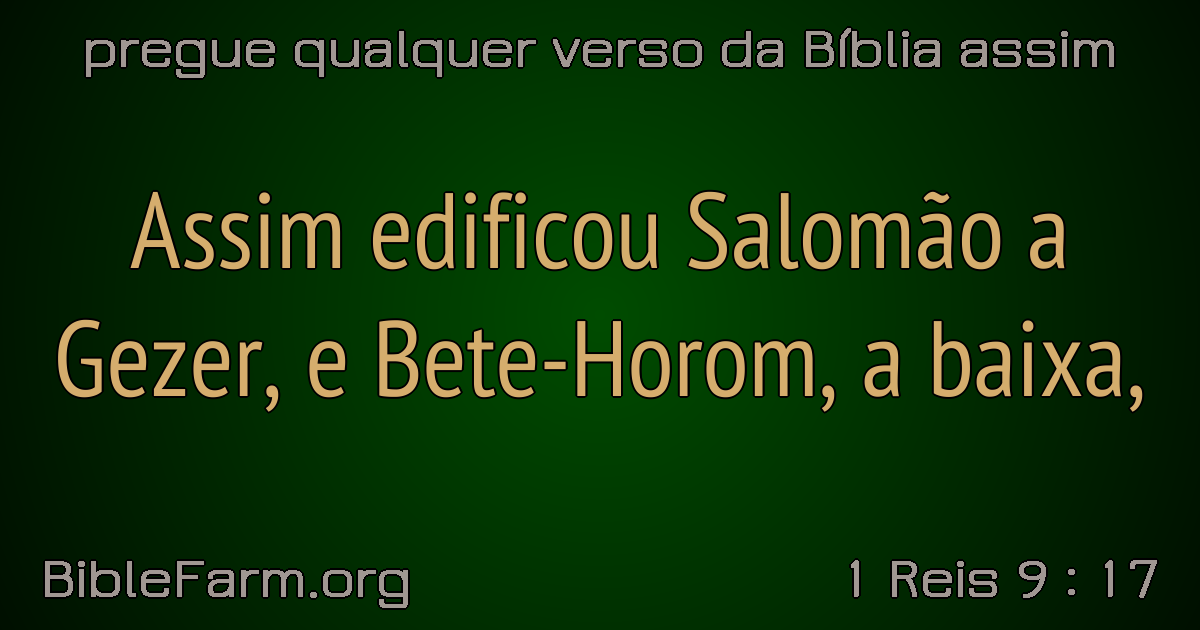 pregue qualquer verso da Bíblia assim
Assim edificou Salomão a
Gezer, e Bete-Horom, a baixa,
BibleFarm.org
1 Reis 9 : 17